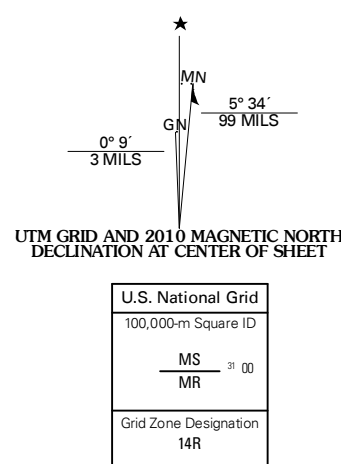 ★
MN
GN
5° 34´
99 MILS
0° 9´
3 MILS
UTM GRID AND 2010 MAGNETIC NORTH
DECLINATION AT CENTER OF SHEET
U.S. National Grid
100,000-m Square ID
MS
31 00
MR
Grid Zone Designation
14R